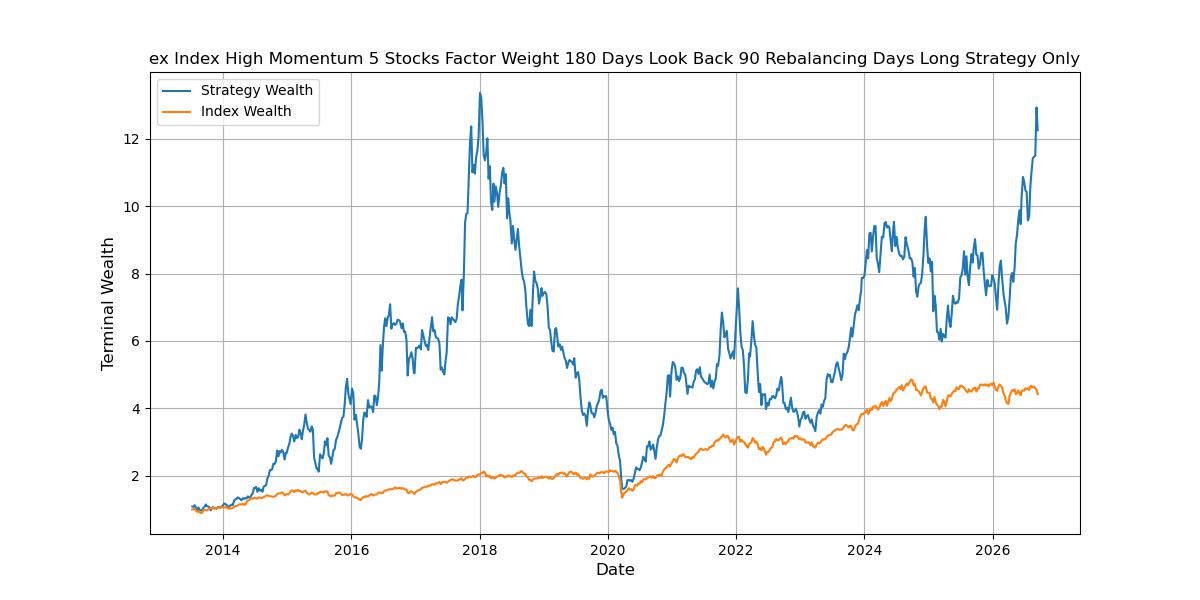 ex Index High Momentum 5 Stocks Factor Weight 180 Days Look Back 90 Rebalancing Days Long Strategy Only
Strategy Wealth
Index Wealth
Terminal Wealth
12
10
8
6
4
2
2014 2016 2018 2020 2022 2024 2026
Date